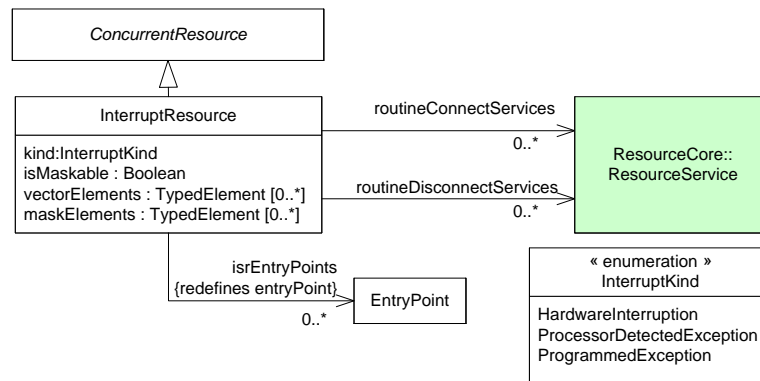 ConcurrentResource
InterruptResource
kind:InterruptKind
isMaskable : Boolean
vectorElements : TypedElement [0..*]
maskElements : TypedElement [0..*]
routineConnectServices
0..*
routineDisconnectServices
0..*
ResourceCore::
ResourceService
isrEntryPoints
{redefines entryPoint}
0..*
EntryPoint
« enumeration »
InterruptKind
HardwareInterruption
ProcessorDetectedException
ProgrammedException